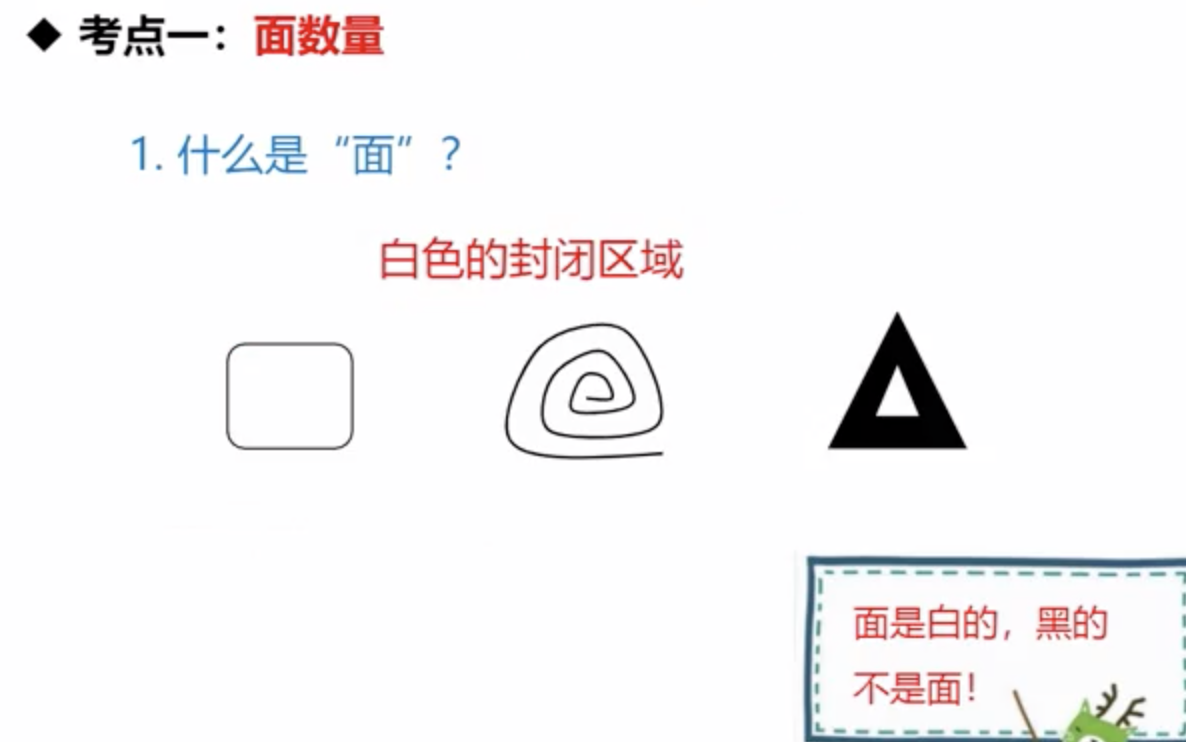 ◆ 考点一：面数量
1. 什么是“面”？
白色的封闭区域
面是白的，黑的
不是面！